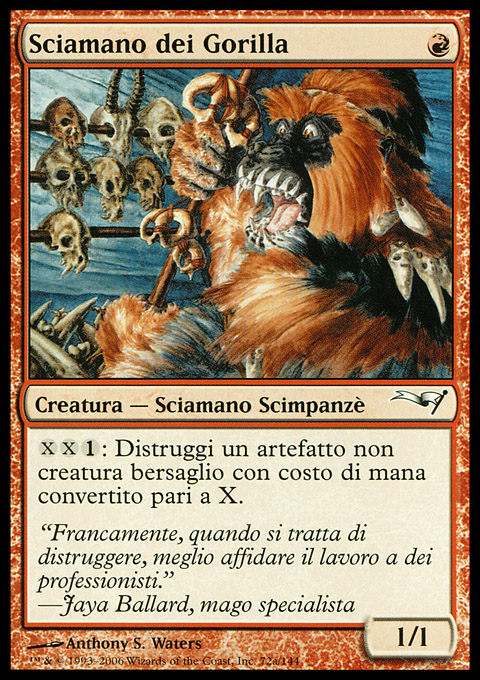 Sciamano dei Gorilla
Creatura — Sciamano Scimpanzè
X X 1: Distruggi un artefatto non
creatura bersaglio con costo di mana
convertito pari a X.
“Francamente, quando si tratta di
distruggere, meglio affidare il lavoro a dei
professionisti.”
—Jaya Ballard, mago specialista
Anthony S. Waters
1/1
™ & © 1993-2006 Wizards of the Coast, Inc. 72a/144